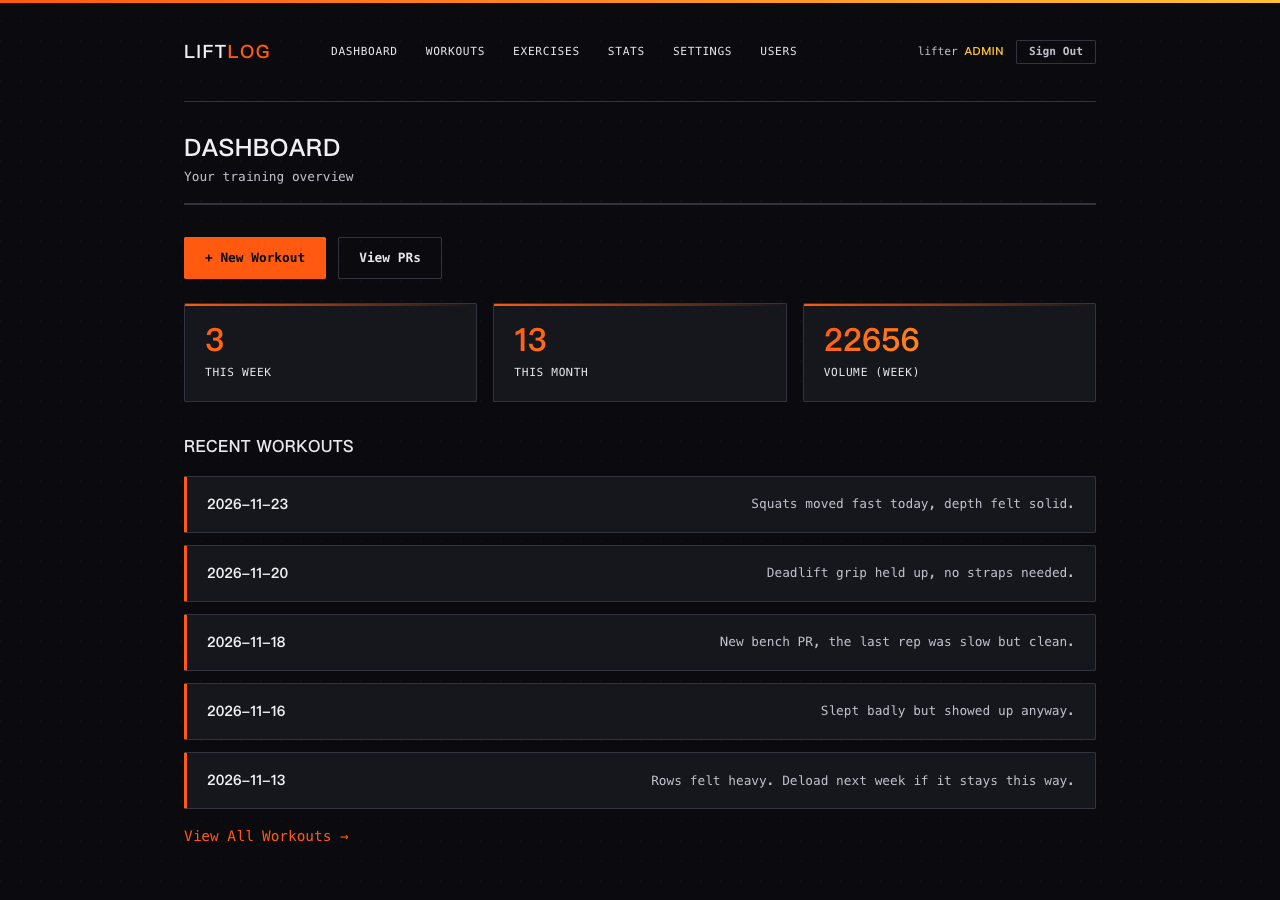 LIFTLOG DASHBOARD WORKOUTS EXERCISES STATS SETTINGS USERS lifter ADMIN Sign Out
DASHBOARD
Your training overview
+ New Workout View PRs
3 13 22656
THIS WEEK THIS MONTH VOLUME (WEEK)
RECENT WORKOUTS
2026-11-23 Squats moved fast today, depth felt solid.
2026-11-20 Deadlift grip held up, no straps needed.
2026-11-18 New bench PR, the last rep was slow but clean.
2026-11-16 Slept badly but showed up anyway.
2026-11-13 Rows felt heavy. Deload next week if it stays this way.
View All Workouts →